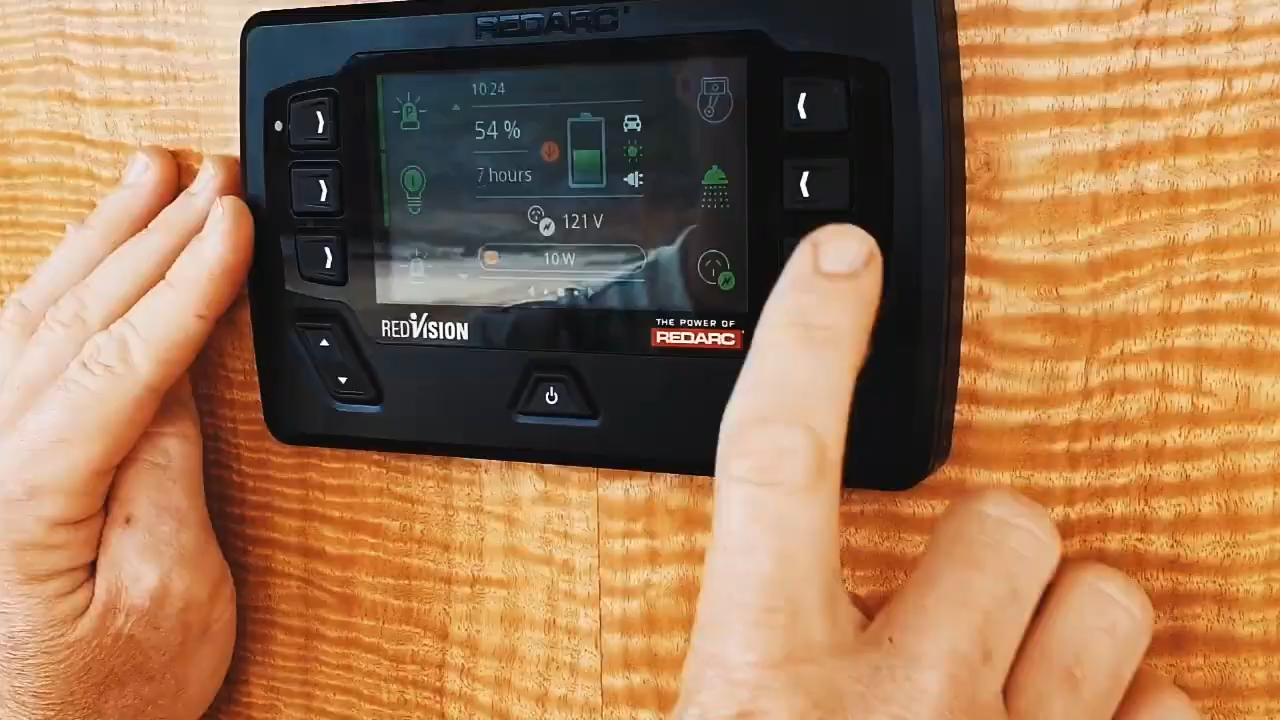 REDARC
10:24
54 %
7 hours
121 V
10 W
REDVISION
THE POWER OF
REDARC